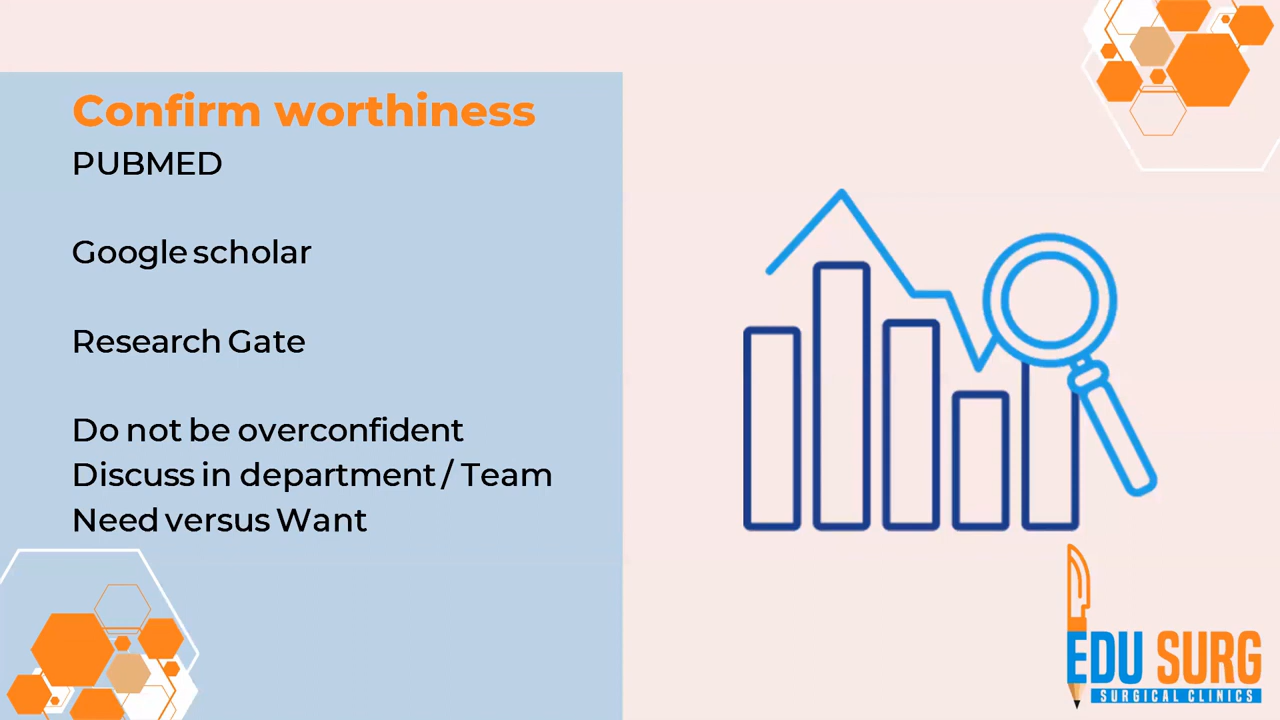 Confirm worthiness
PUBMED
Google scholar
Research Gate
Do not be overconfident
Discuss in department / Team
Need versus Want
EDU SURG
SURGICAL CLINICS